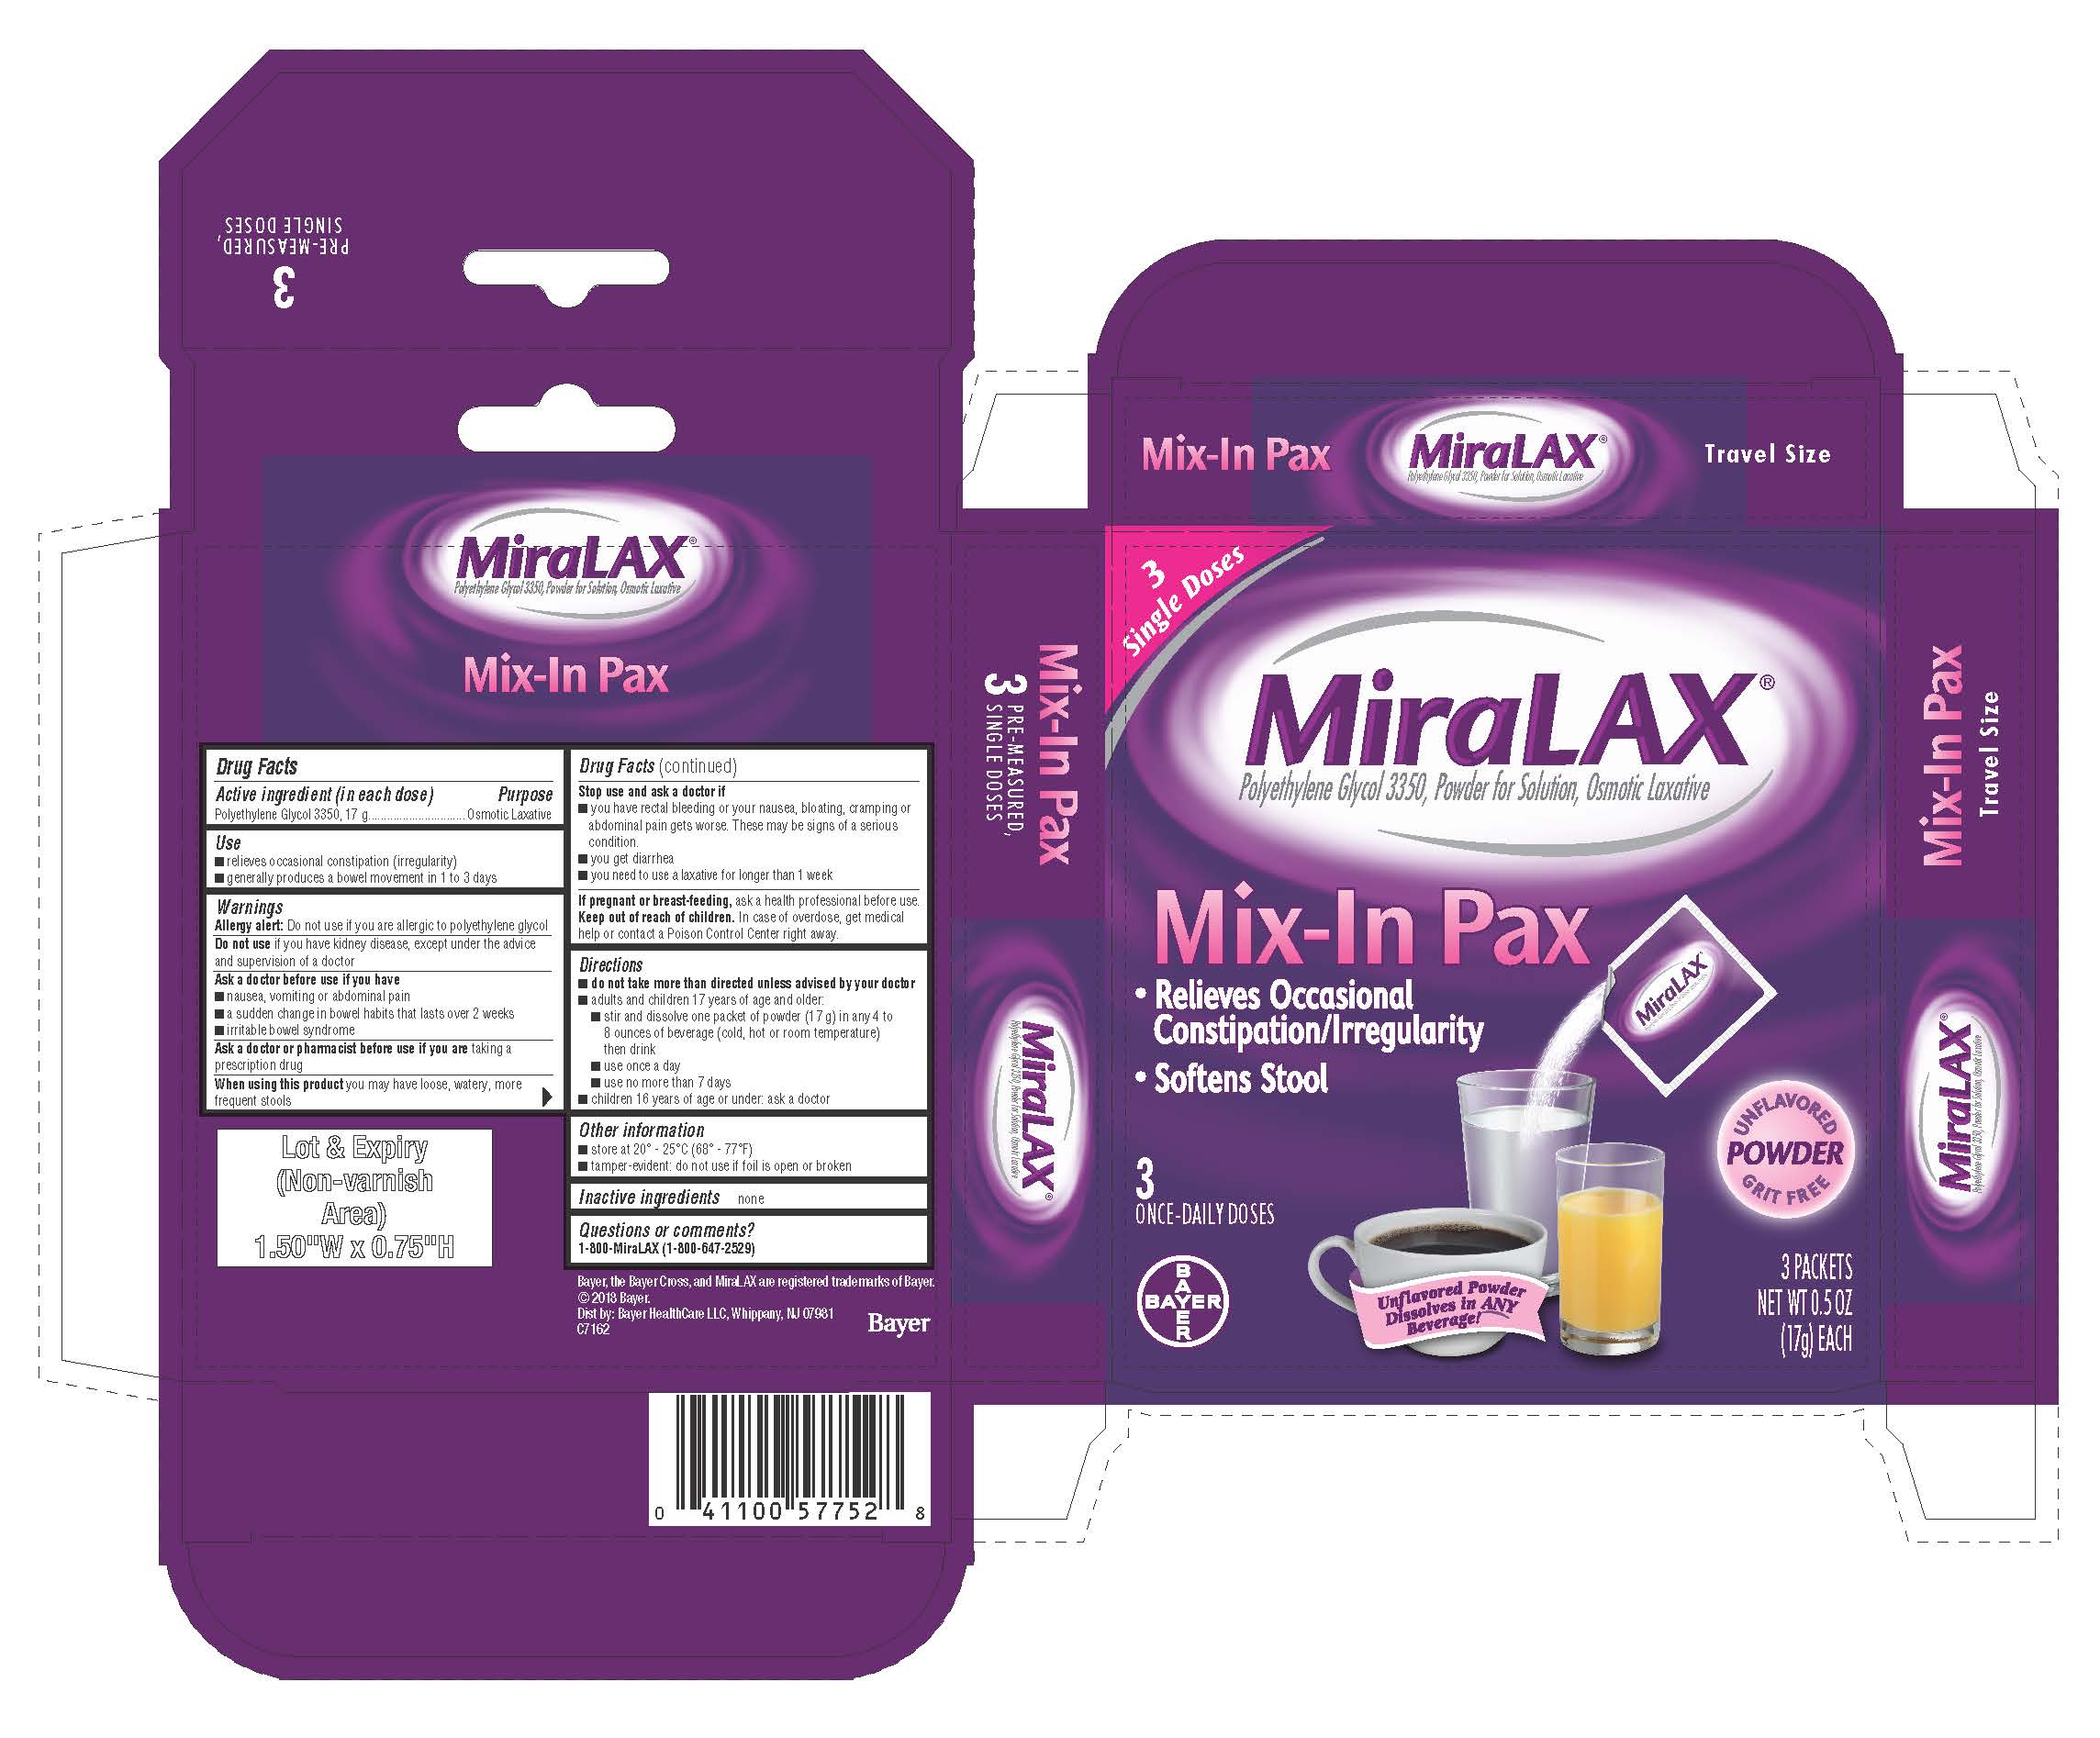 PRE-MEASURED,
SINGLE DOSES
3
MiraLAX®
Polyethylene Glycol 3350, Powder for Solution, Osmotic Laxative
Mix-In Pax
Drug Facts
Active ingredient (in each dose) Purpose
Polyethylene Glycol 3350, 17 g................................Osmotic Laxative
Use
■ relieves occasional constipation (irregularity)
■ generally produces a bowel movement in 1 to 3 days
Warnings
Allergy alert: Do not use if you are allergic to polyethylene glycol
Do not use if you have kidney disease, except under the advice
and supervision of a doctor
Ask a doctor before use if you have
■ nausea, vomiting or abdominal pain
■ a sudden change in bowel habits that lasts over 2 weeks
■ irritable bowel syndrome
Ask a doctor or pharmacist before use if you are taking a
prescription drug
When using this product you may have loose, watery, more
frequent stools
Lot & Expiry
(Non-varnish
Area)
1.50"W x 0.75"H
Drug Facts (continued)
Stop use and ask a doctor if
■ you have rectal bleeding or your nausea, bloating, cramping or
abdominal pain gets worse. These may be signs of a serious
condition.
■ you get diarrhea
■ you need to use a laxative for longer than 1 week
If pregnant or breast-feeding, ask a health professional before use.
Keep out of reach of children. In case of overdose, get medical
help or contact a Poison Control Center right away.
Directions
■ do not take more than directed unless advised by your doctor
■ adults and children 17 years of age and older:
■ stir and dissolve one packet of powder (17 g) in any 4 to
8 ounces of beverage (cold, hot or room temperature)
then drink
■ use once a day
■ use no more than 7 days
■ children 16 years of age or under: ask a doctor
Other information
■ store at 20° - 25°C (68° - 77°F)
■ tamper-evident: do not use if foil is open or broken
Inactive ingredients none
Questions or comments?
1-800-MiraLAX (1-800-647-2529)
Bayer, the Bayer Cross, and MiraLAX are registered trademarks of Bayer.
© 2018 Bayer.
Dist by: Bayer HealthCare LLC, Whippany, NJ 07981
C7162
Bayer
0 41100 57752 8
Mix-In Pax
3 PRE-MEASURED,
SINGLE DOSES
MiraLAX®
Polyethylene Glycol 3350, Powder for Solution, Osmotic Laxative
Mix-In Pax
MiraLAX®
Polyethylene Glycol 3350, Powder for Solution, Osmotic Laxative
Travel Size
3
Single Doses
MiraLAX®
Polyethylene Glycol 3350, Powder for Solution, Osmotic Laxative
Mix-In Pax
• Relieves Occasional
Constipation/Irregularity
• Softens Stool
MiraLAX
UNFLAVORED
POWDER
GRIT FREE
3
ONCE-DAILY DOSES
BAYER
BAYER
Unflavored Powder
Dissolves in ANY
Beverage!
3 PACKETS
NET WT 0.5 OZ
(17g) EACH
Mix-In Pax
Travel Size
MiraLAX®
Polyethylene Glycol 3350, Powder for Solution, Osmotic Laxative